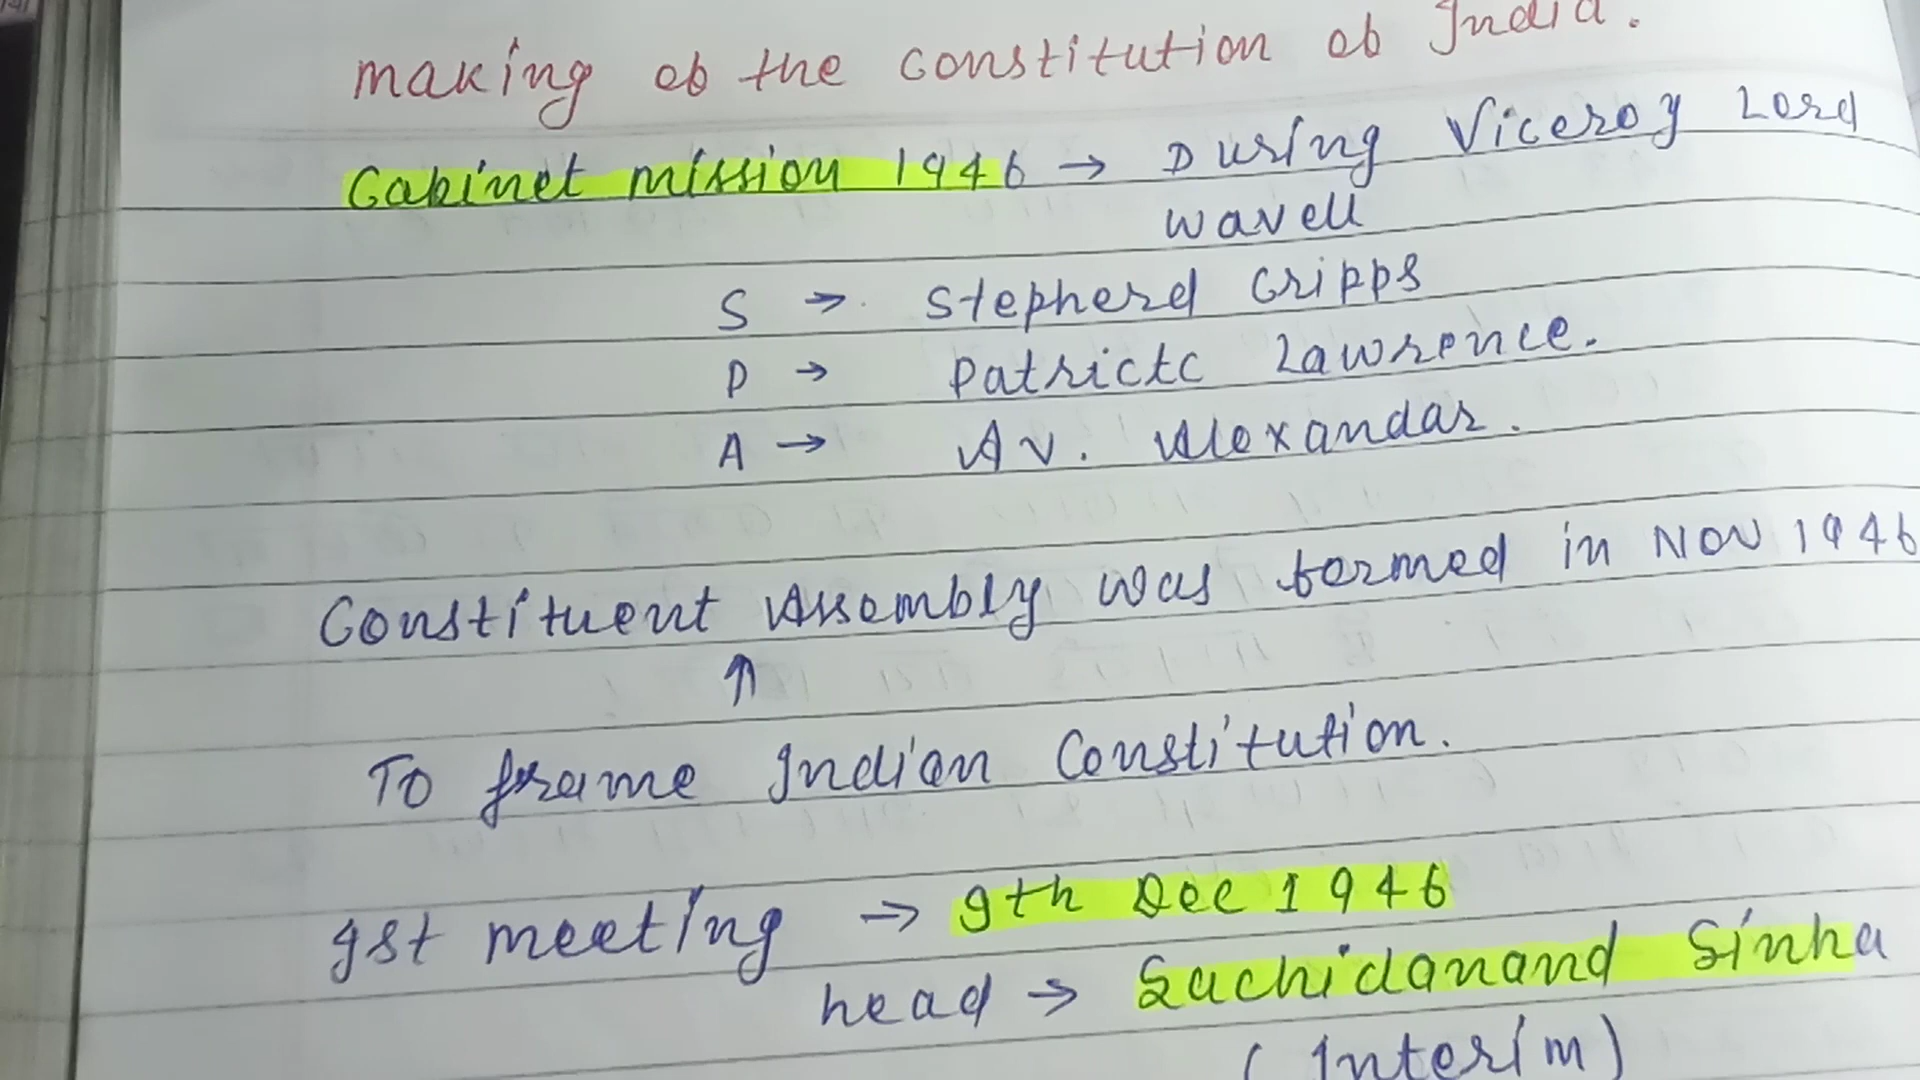 making of the constitution of India.
Cabinet mission 1946 → During Viceroy Lord
wavell
S → Stepherd Cripps
P → Patrictc Lawrence.
A → AV. Alexandar.
Constituent Assembly was formed in NOV 1946
↑
To frame Indian Constitution.
1st meeting → 9th Dec 1946
head → Sachidanand Sinha
(Interim)